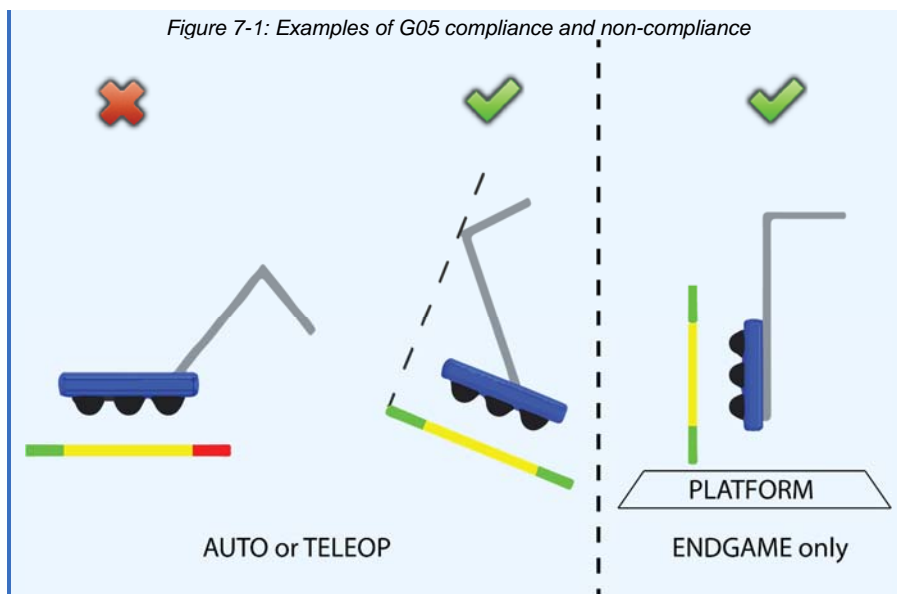 Figure 7-1: Examples of G05 compliance and non-compliance
PLATFORM
AUTO or TELEOP
ENDGAME only